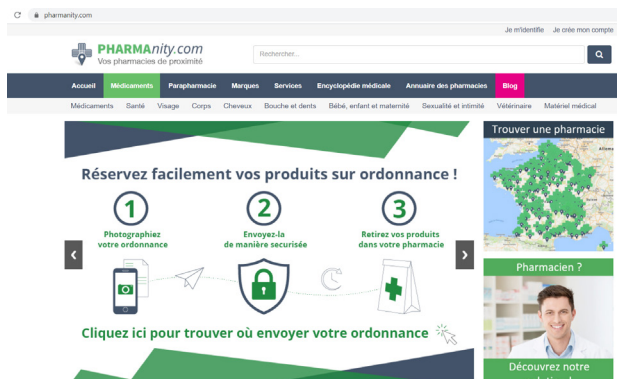 pharmanity.com
Je m'identifie Je crée mon compte
PHARMAnity.com
Vos pharmacies de proximité
Rechercher...
Accueil Médicaments Parapharmacie Marques Services Encyclopédie médicale Annuaire des pharmacies Blog
Médicaments Santé Visage Corps Cheveux Bouche et dents Bébé, enfant et maternité Sexualité et intimité Vétérinaire Matériel médical
Trouver une pharmacie
Réservez facilement vos produits sur ordonnance !
1 2 3
Photographiez Envoyez-la Retirez vos produits
votre ordonnance de manière securisée dans votre pharmacie
Pharmacien ?
Cliquez ici pour trouver où envoyer votre ordonnance
Découvrez notre